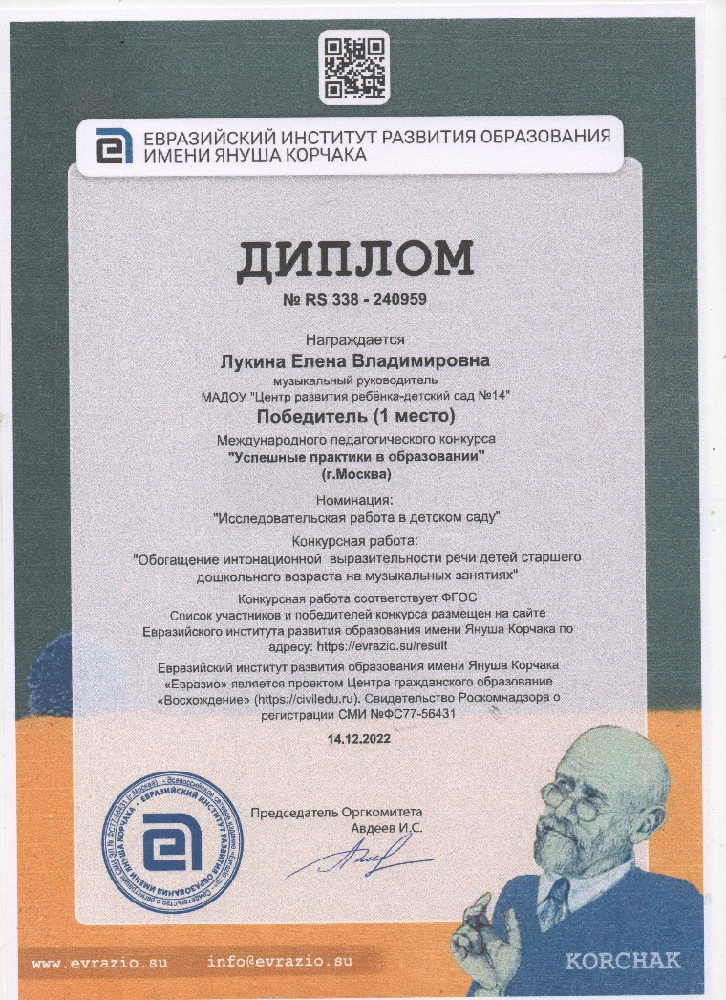 ЕВРАЗИЙСКИЙ ИНСТИТУТ РАЗВИТИЯ ОБРАЗОВАНИЯ
ИМЕНИ ЯНУША КОРЧАКА
ДИПЛОМ
№ RS 338 - 240959
Награждается
Лукина Елена Владимировна
музыкальный руководитель
МАДОУ "Центр развития ребёнка-детский сад №14"
Победитель (1 место)
Международного педагогического конкурса
"Успешные практики в образовании"
(г.Москва)
Номинация:
"Исследовательская работа в детском саду"
Конкурсная работа:
"Обогащение интонационной выразительности речи детей старшего
дошкольного возраста на музыкальных занятиях"
Конкурсная работа соответствует ФГОС
Список участников и победителей конкурса размещен на сайте
Евразийского института развития образования имени Януша Корчака по
адресу: https://evrazio.su/result
Евразийский институт развития образования имени Януша Корчака
«Евразио» является проектом Центра гражданского образование
«Восхождение» (https://civiledu.ru). Свидетельство Роскомнадзора о
регистрации СМИ №ФС77-56431
14.12.2022
ЕВРАЗИЙСКИЙ ИНСТИТУТ РАЗВИТИЯ ОБРАЗОВАНИЯ ИМЕНИ ЯНУША КОРЧАКА
Председатель Оргкомитета
Авдеев И.С.
www.evrazio.su info@evrazio.su
KORCHAK